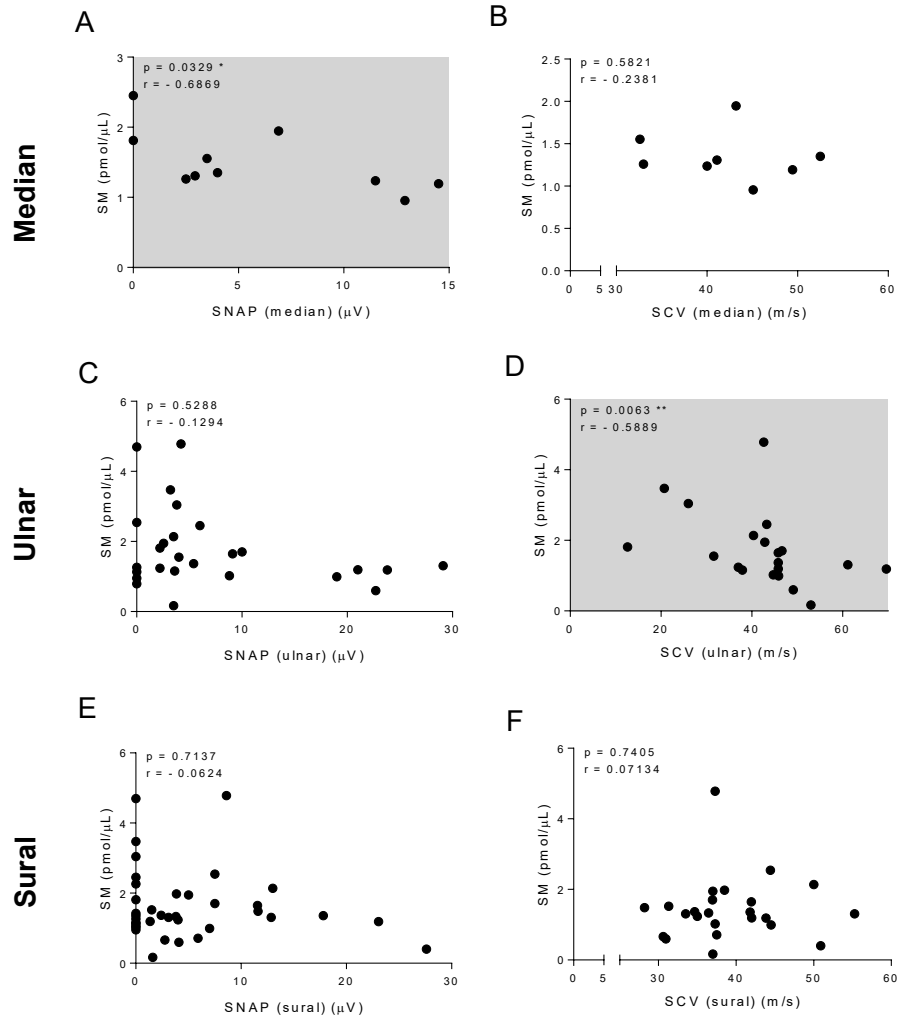 A
Median
p = 0.0329 *
r = - 0.6869
3
2
1
0
SM (pmol/μL)
0 5 10 15
SNAP (median) (μV)
B
p = 0.5821
r = -0.2381
2.5
2.0
1.5
1.0
0.5
0.0
SM (pmol/μL)
0 5 30 40 50 60
SCV (median) (m/s)
C
Ulnar
p = 0.5288
r = - 0.1294
6
4
2
0
SM (pmol/μL)
0 10 20 30
SNAP (ulnar) (μV)
D
p = 0.0063 **
r = -0.5889
6
4
2
0
SM (pmol/μL)
0 20 40 60
SCV (ulnar) (m/s)
E
Sural
p = 0.7137
r = - 0.0624
6
4
2
0
SM (pmol/μL)
0 10 20 30
SNAP (sural) (μV)
F
p = 0.7405
r = 0.07134
6
4
2
0
SM (pmol/μL)
0 5 30 40 50 60
SCV (sural) (m/s)